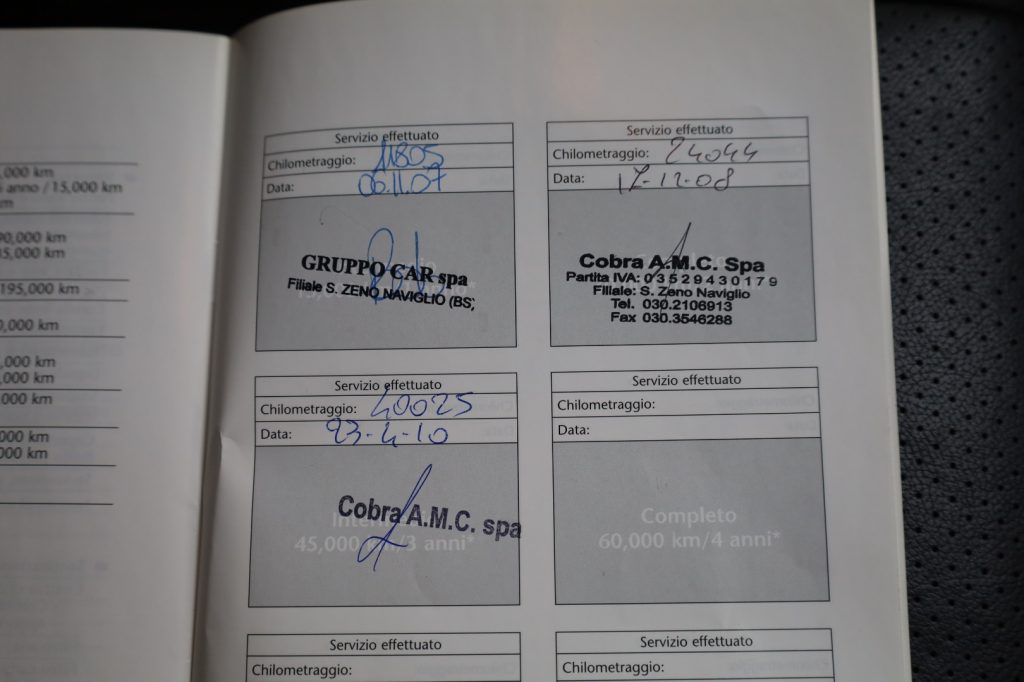 ,000 km
anno / 15,000 km
m
90,000 km
5,000 km
195,000 km
0,000 km
,000 km
,000 km
,000 km
000 km
000 km
Servizio effettuato
Chilometraggio: 11805
Data: 06.11.07
GRUPPO CAR spa
Filiale S. ZENO NAVIGLIO (BS)
Servizio effettuato
Chilometraggio: 24044
Data: 17-12-08
Cobra A.M.C. Spa
Partita IVA: 03529430179
Filiale: S. Zeno Naviglio
Tel. 030.2106913
Fax 030.3546288
Servizio effettuato
Chilometraggio: 40025
Data: 23-4-10
Cobra A.M.C. spa
45,000 km/3 anni*
Servizio effettuato
Chilometraggio:
Data:
Completo
60,000 km/4 anni*
Servizio effettuato
Chilometraggio:
Servizio effettuato
Chilometraggio: